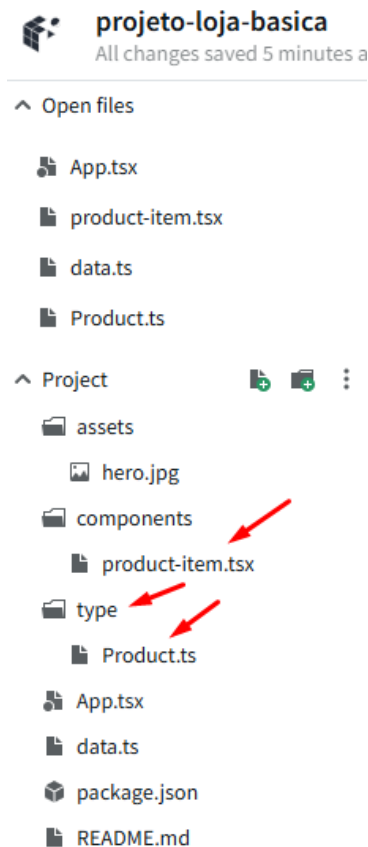 projeto-loja-basica
All changes saved 5 minutes a
Open files
App.tsx
product-item.tsx
data.ts
Product.ts
Project
assets
hero.jpg
components
product-item.tsx
type
Product.ts
App.tsx
data.ts
package.json
README.md